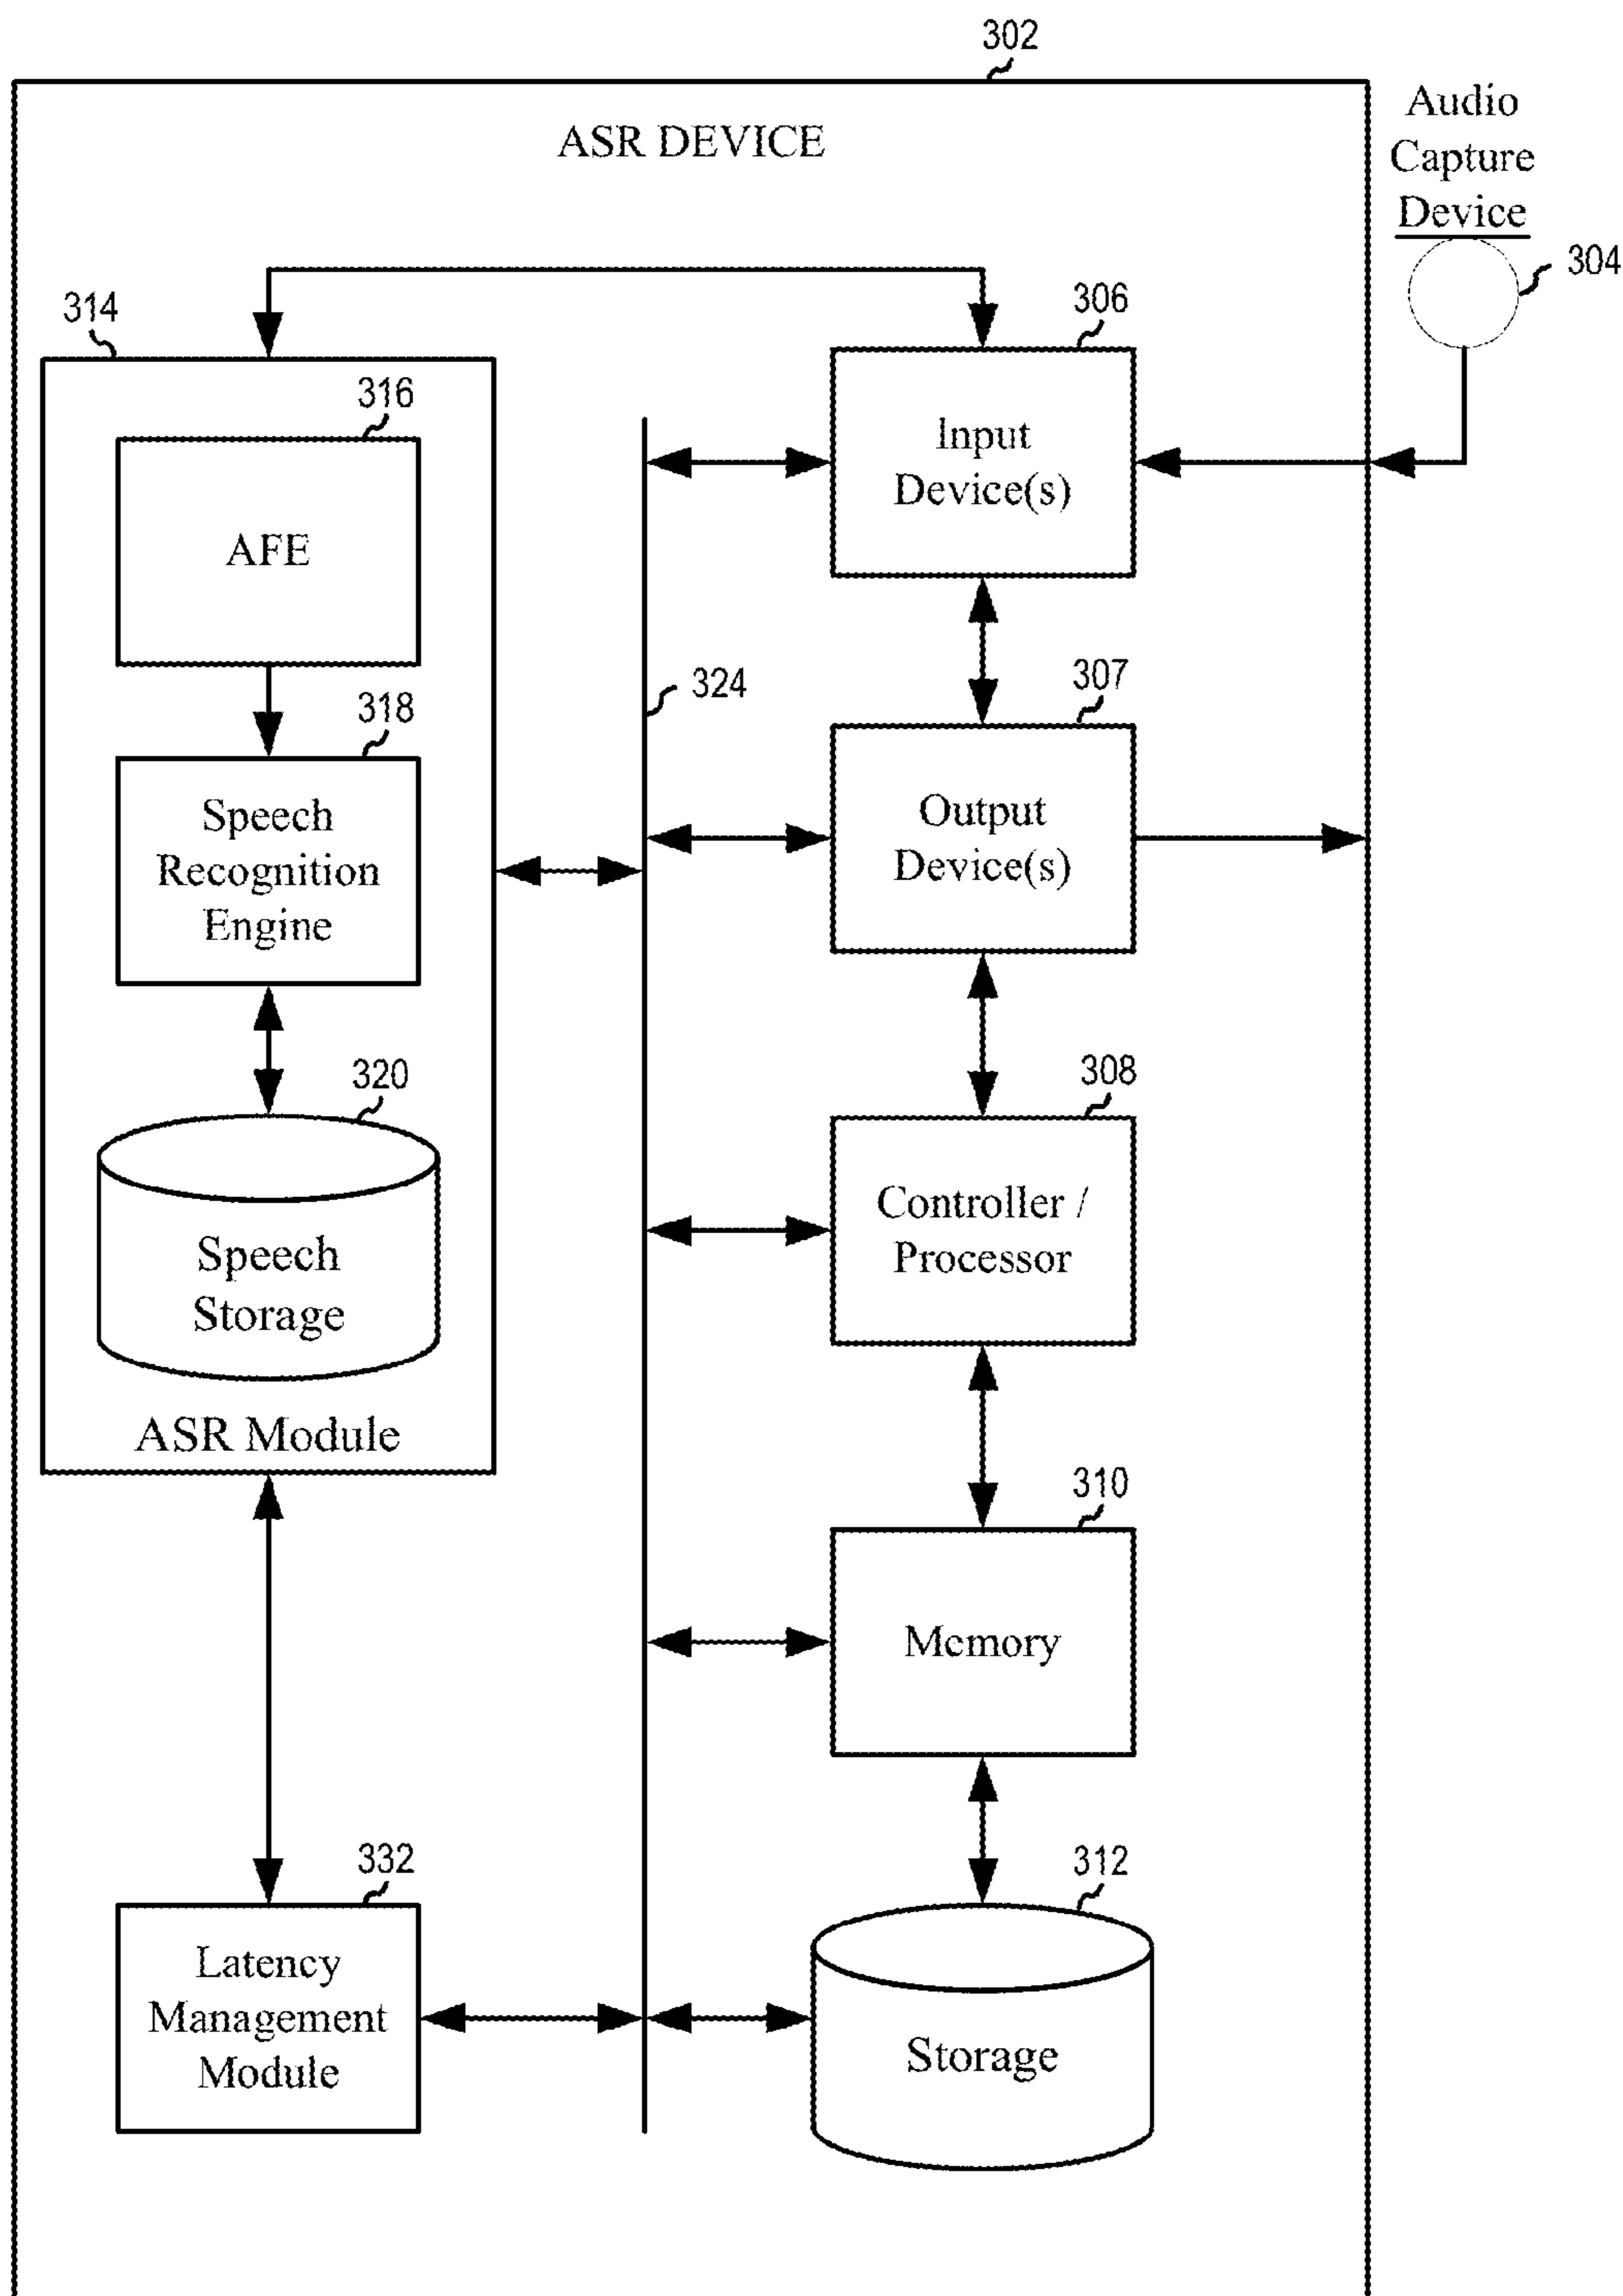 302
ASR DEVICE
Audio
Capture
Device
304
314
306
316
Input
Device(s)
AFE
324
307
318
Speech
Recognition
Engine
Output
Device(s)
320
308
Speech
Storage
Controller /
Processor
ASR Module
310
Memory
332
312
Latency
Management
Module
Storage